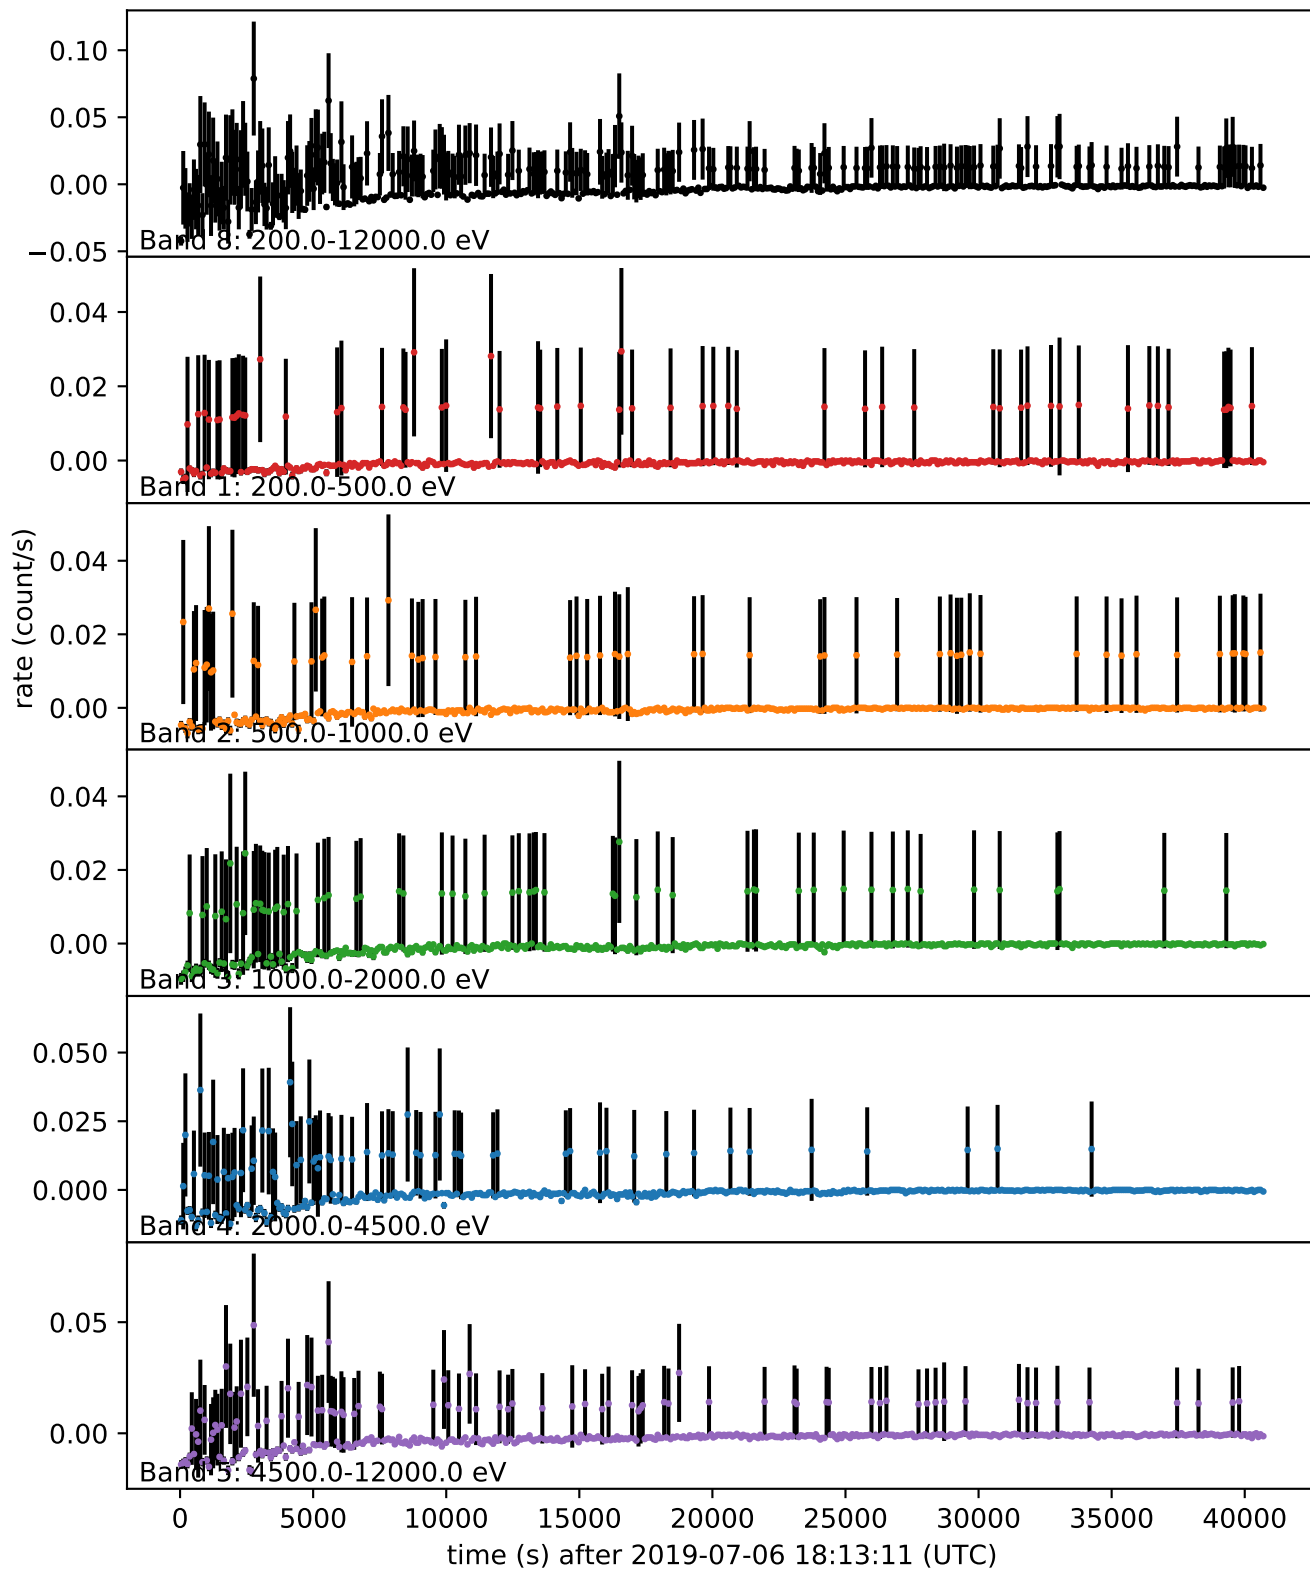 0.10
0.05
0.00
−0.05
Band 8: 200.0-12000.0 eV
0.04
0.02
0.00
Band 1: 200.0-500.0 eV
0.04
0.02
0.00
Band 2: 500.0-1000.0 eV
rate (count/s)
0.04
0.02
0.00
Band 3: 1000.0-2000.0 eV
0.050
0.025
0.000
Band 4: 2000.0-4500.0 eV
0.05
0.00
Band 5: 4500.0-12000.0 eV
0 5000 10000 15000 20000 25000 30000 35000 40000
time (s) after 2019-07-06 18:13:11 (UTC)